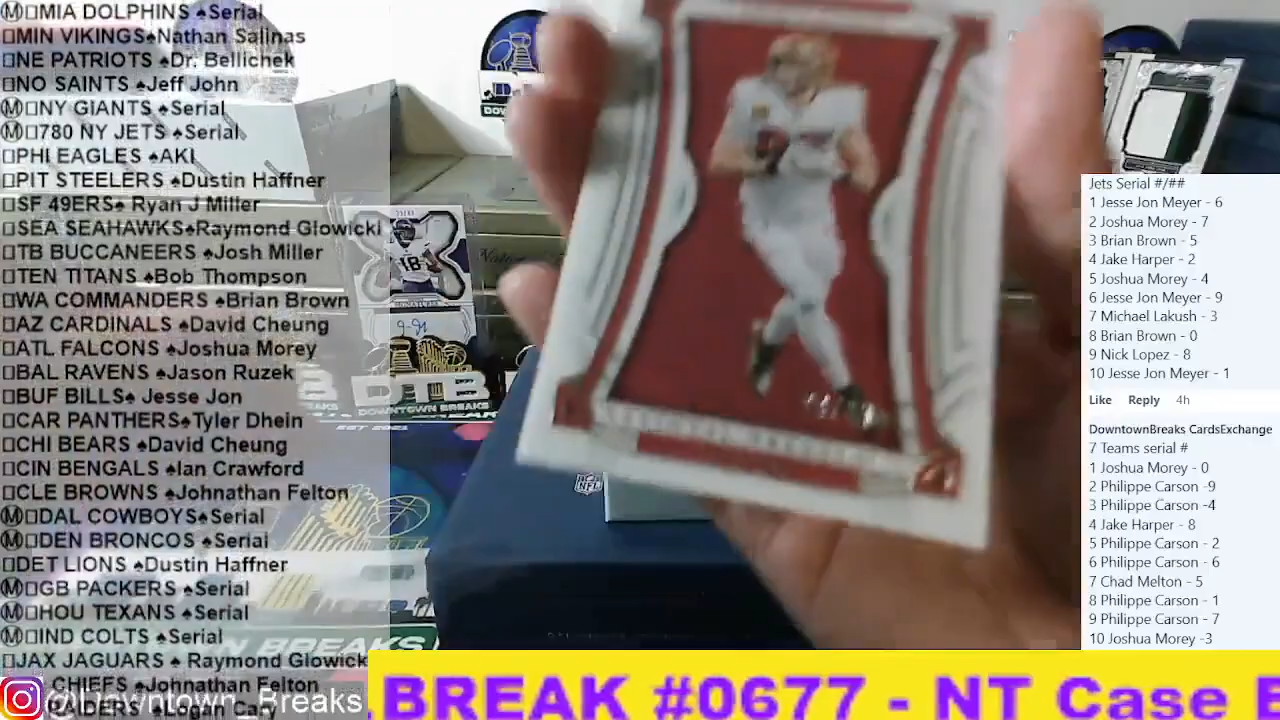 Ⓜ□MIA DOLPHINS ♠Serial
□MIN VIKINGS♠Nathan Salinas
□NE PATRIOTS ♠Dr. Bellichek
□NO SAINTS ♠Jeff John
Ⓜ□NY GIANTS ♠Serial
Ⓜ□780 NY JETS ♠Serial
□PHI EAGLES ♠AKI
□PIT STEELERS ♠Dustin Haffner
□SF 49ERS♠ Ryan J Miller
□SEA SEAHAWKS♠Raymond Glowicki
□TB BUCCANEERS ♠Josh Miller
□TEN TITANS ♠Bob Thompson
□WA COMMANDERS ♠Brian Brown
□AZ CARDINALS ♠David Cheung
□ATL FALCONS ♠Joshua Morey
□BAL RAVENS ♠Jason Ruzek
□BUF BILLS♠ Jesse Jon
□CAR PANTHERS♠Tyler Dhein
□CHI BEARS ♠David Cheung
□CIN BENGALS ♠Ian Crawford
□CLE BROWNS ♠Johnathan Felton
Ⓜ□DAL COWBOYS♠Serial
Ⓜ□DEN BRONCOS ♠Serial
□DET LIONS ♠Dustin Haffner
Ⓜ□GB PACKERS ♠Serial
Ⓜ□HOU TEXANS ♠Serial
Ⓜ□IND COLTS ♠Serial
□JAX JAGUARS ♠ Raymond Glowick
CHIEFS ♠Johnathan Felton
@Downtown_Breaks
♠Logan Cary
DTB
DOWNTOWN BREAKS
EST 2021
NFL
Jets Serial #/##
1 Jesse Jon Meyer - 6
2 Joshua Morey - 7
3 Brian Brown - 5
4 Jake Harper - 2
5 Joshua Morey - 4
6 Jesse Jon Meyer - 9
7 Michael Lakush - 3
8 Brian Brown - 0
9 Nick Lopez - 8
10 Jesse Jon Meyer - 1
Like Reply 4h
DowntownBreaks CardsExchange
7 Teams serial #
1 Joshua Morey - 0
2 Philippe Carson -9
3 Philippe Carson -4
4 Jake Harper - 8
5 Philippe Carson - 2
6 Philippe Carson - 6
7 Chad Melton - 5
8 Philippe Carson - 1
9 Philippe Carson - 7
10 Joshua Morey -3
BREAK #0677 - NT Case